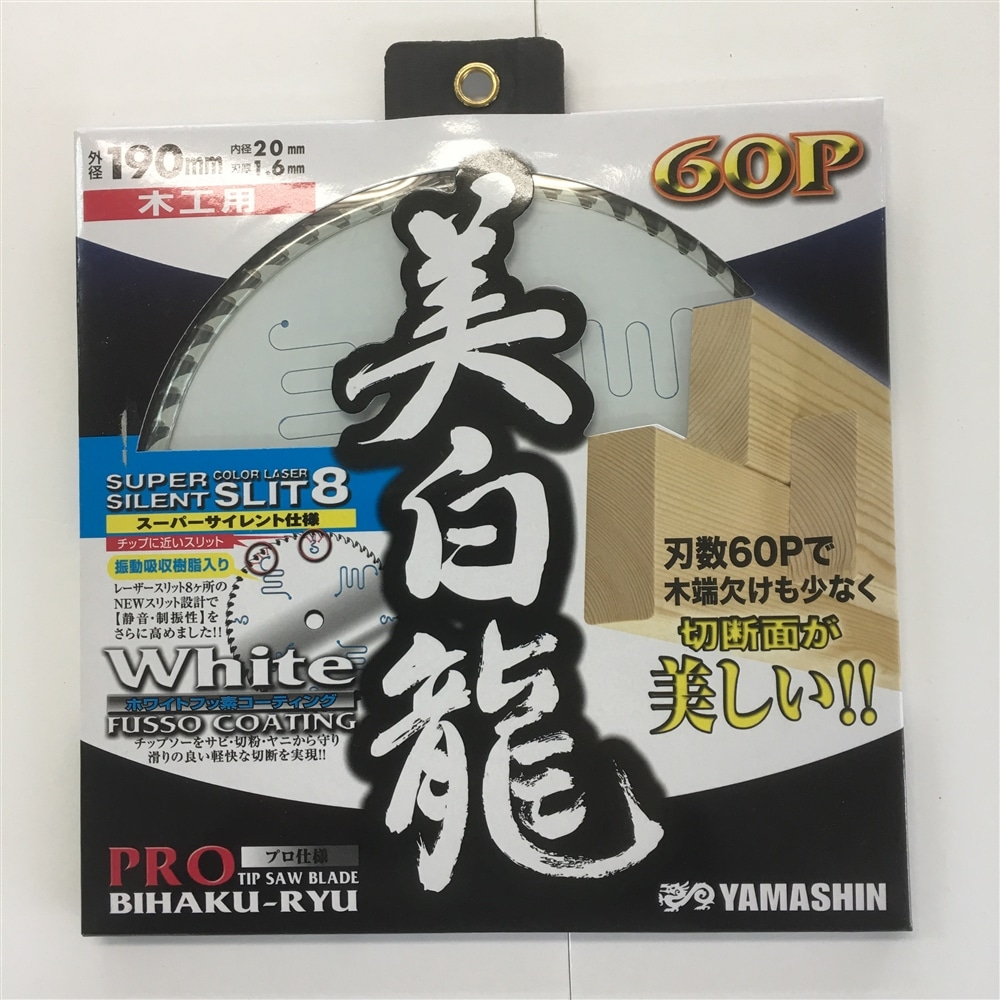 外径190mm
内径20mm
刃厚1.6mm
木工用
60P
美白龍
SUPER SILENT
COLOR LASER
SLIT8
スーパーサイレント仕様
チップに近いスリット
振動吸収樹脂入り
レーザースリット8ヶ所の
NEWスリット設計で
【静音・制振性】を
さらに高めました!!
White
ホワイトフッ素コーティング
FUSSO COATING
チップソーをサビ・切粉・ヤニから守り
滑りの良い軽快な切断を実現!!
刃数60Pで
木端欠けも少なく
切断面が
美しい!!
PRO
プロ仕様
TIP SAW BLADE
BIHAKU-RYU
YAMASHIN